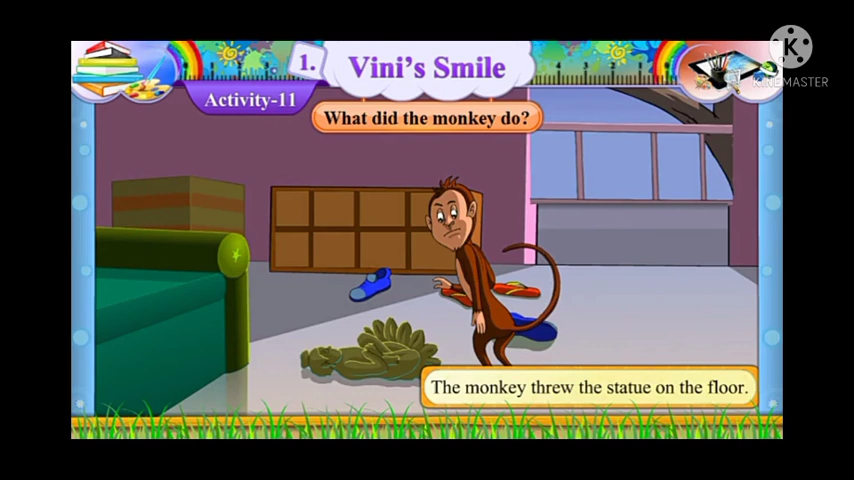 1. Vini's Smile
K
KINEMASTER
Activity-11
What did the monkey do?
The monkey threw the statue on the floor.